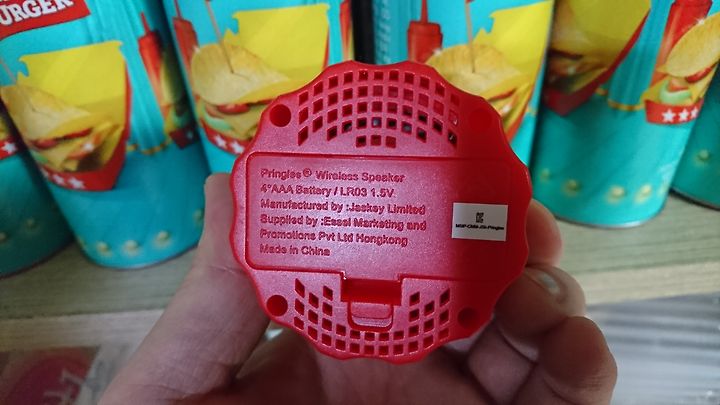 BURGER
Pringles® Wireless Speaker
4*AAA Battery / LR03 1.5V
Manufactured by :Jaskey Limited
Supplied by :Essel Marketing and
Promotions Pvt Ltd Hongkong
Made in China